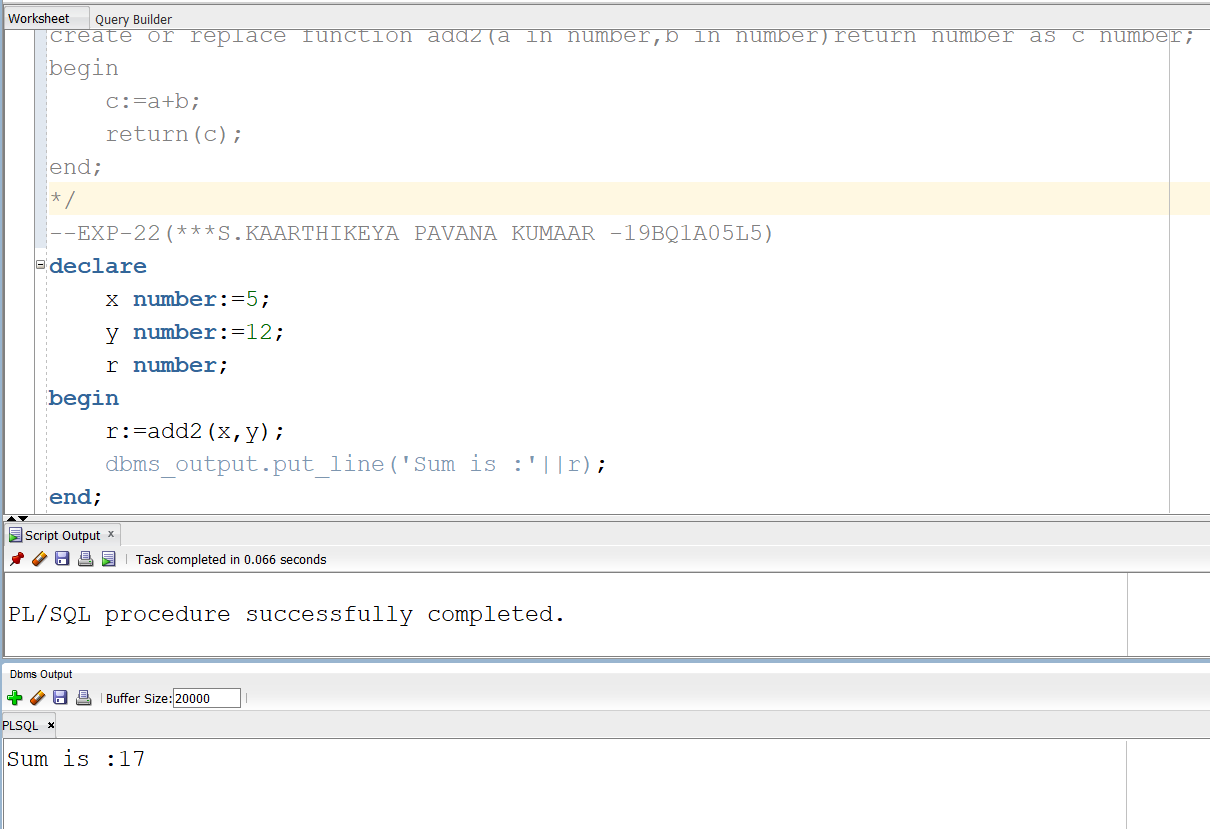 Worksheet Query Builder
create or replace function add2(a in number,b in number)return number as c number;
begin
c:=a+b;
return(c);
end;
*/
--EXP-22(***S.KAARTHIKEYA PAVANA KUMAAR -19BQ1A05L5)
declare
x number:=5;
y number:=12;
r number;
begin
r:=add2(x,y);
dbms_output.put_line('Sum is :'||r);
end;
Script Output x
Task completed in 0.066 seconds
PL/SQL procedure successfully completed.
Dbms Output
Buffer Size: 20000
PLSQL x
Sum is :17